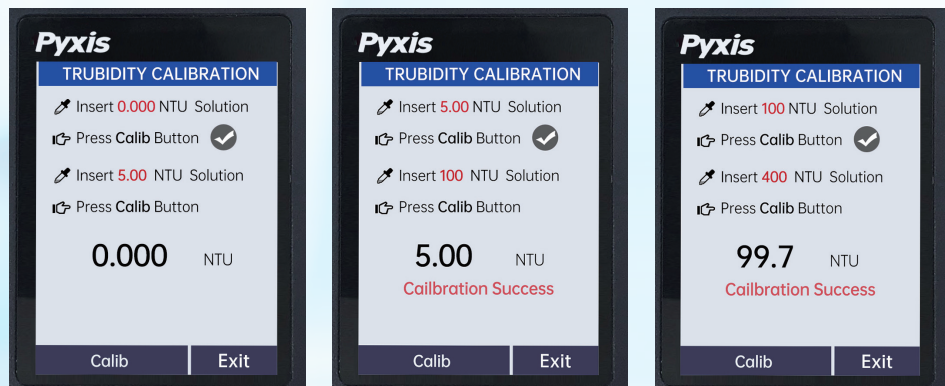 Pyxis
TRUBIDITY CALIBRATION
Insert 0.000 NTU Solution
Press Calib Button
Insert 5.00 NTU Solution
Press Calib Button
0.000 NTU
Calib Exit
Pyxis
TRUBIDITY CALIBRATION
Insert 5.00 NTU Solution
Press Calib Button
Insert 100 NTU Solution
Press Calib Button
5.00 NTU
Cailbration Success
Calib Exit
Pyxis
TRUBIDITY CALIBRATION
Insert 100 NTU Solution
Press Calib Button
Insert 400 NTU Solution
Press Calib Button
99.7 NTU
Cailbration Success
Calib Exit